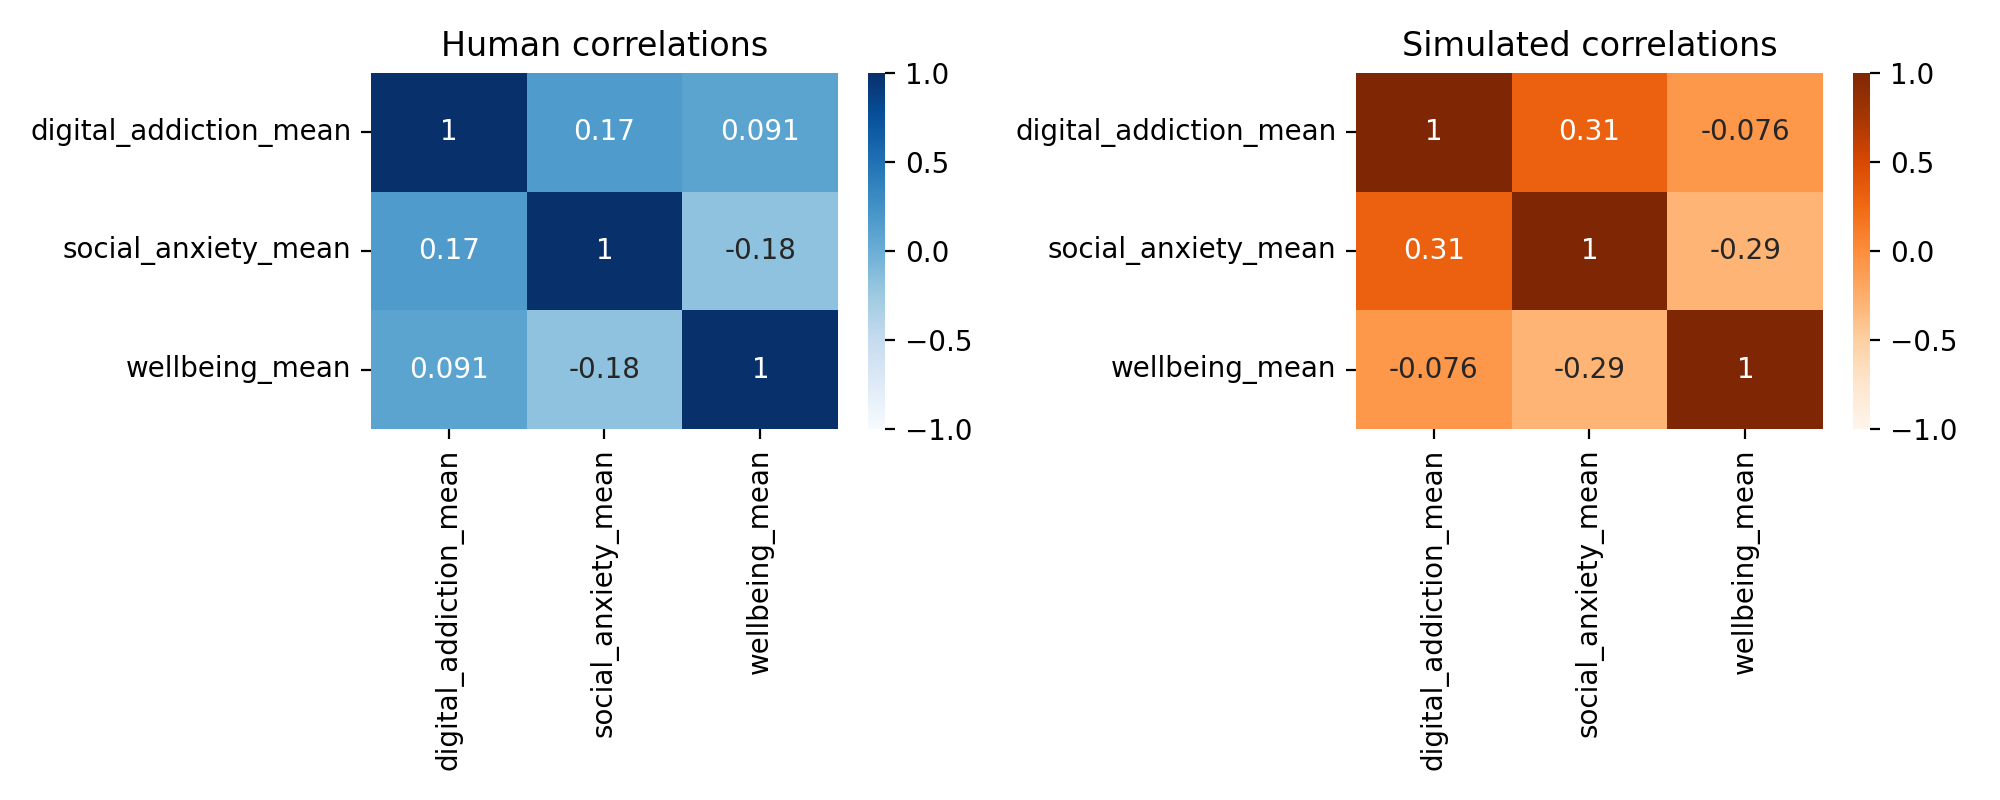 Human correlations
digital_addiction_mean
social_anxiety_mean
wellbeing_mean
1 0.17 0.091
0.17 1 -0.18
0.091 -0.18 1
1.0
0.5
0.0
−0.5
−1.0
digital_addiction_mean
social_anxiety_mean
wellbeing_mean
Simulated correlations
digital_addiction_mean
social_anxiety_mean
wellbeing_mean
1 0.31 -0.076
0.31 1 -0.29
-0.076 -0.29 1
1.0
0.5
0.0
−0.5
−1.0
digital_addiction_mean
social_anxiety_mean
wellbeing_mean